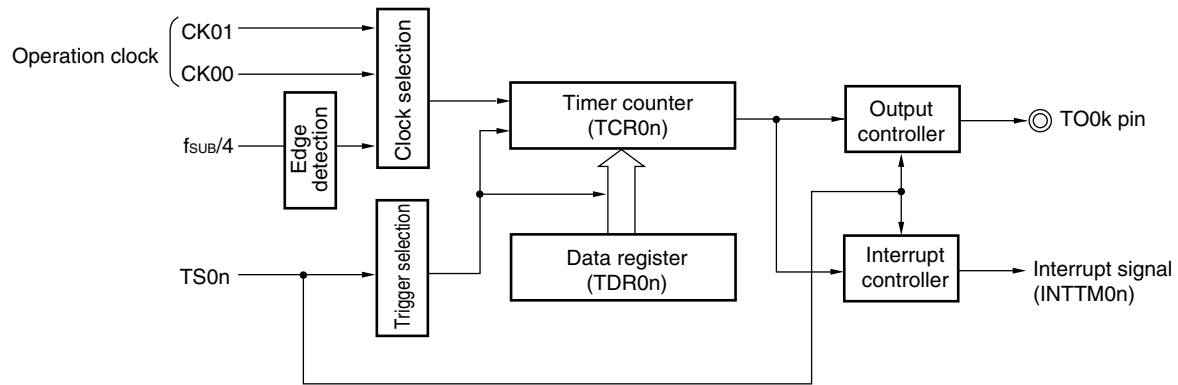 Operation clock
CK01
CK00
fSUB/4
Edge
detection
Clock selection
TS0n
Trigger selection
Timer counter
(TCR0n)
Data register
(TDR0n)
Output
controller
TO0k pin
Interrupt
controller
Interrupt signal
(INTTM0n)